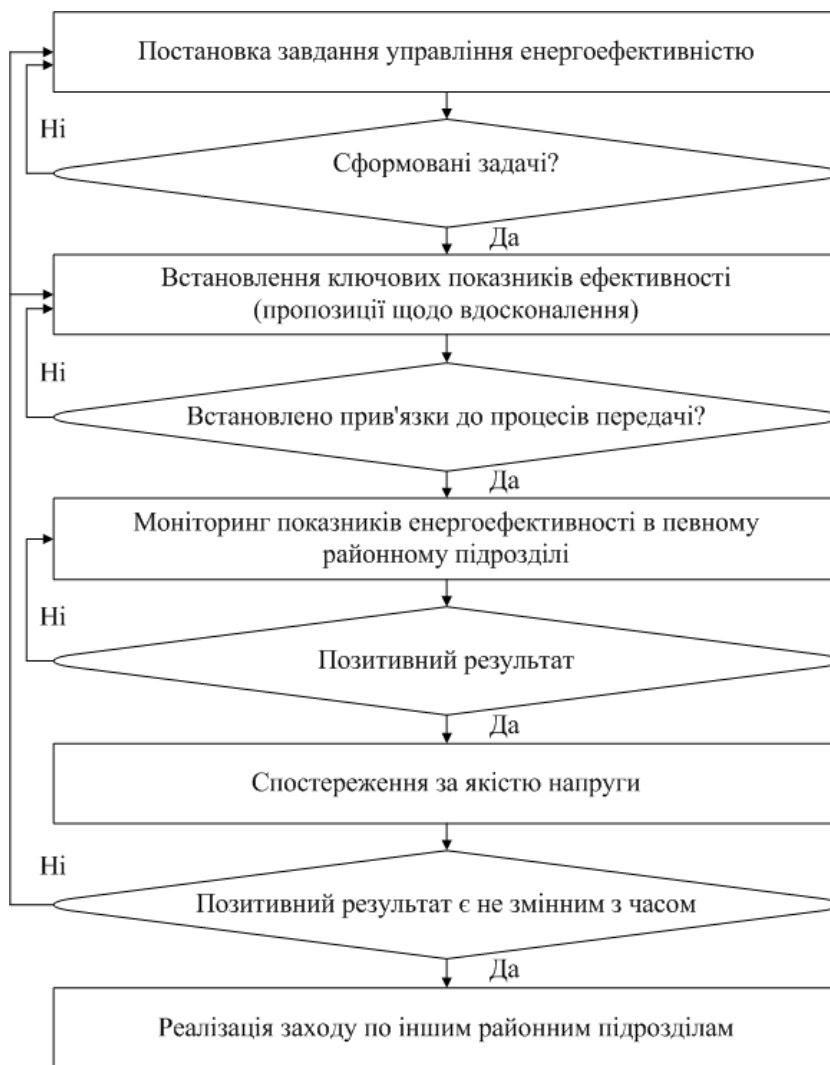 Постановка завдання управління енергоефективністю
Ні
Сформовані задачі?
Да
Встановлення ключових показників ефективності
(пропозиції щодо вдосконалення)
Ні
Встановлено прив'язки до процесів передачі?
Да
Моніторинг показників енергоефективності в певному
районному підрозділі
Ні
Позитивний результат
Да
Спостереження за якістю напруги
Ні
Позитивний результат є не змінним з часом
Да
Реалізація заходу по іншим районним підрозділам